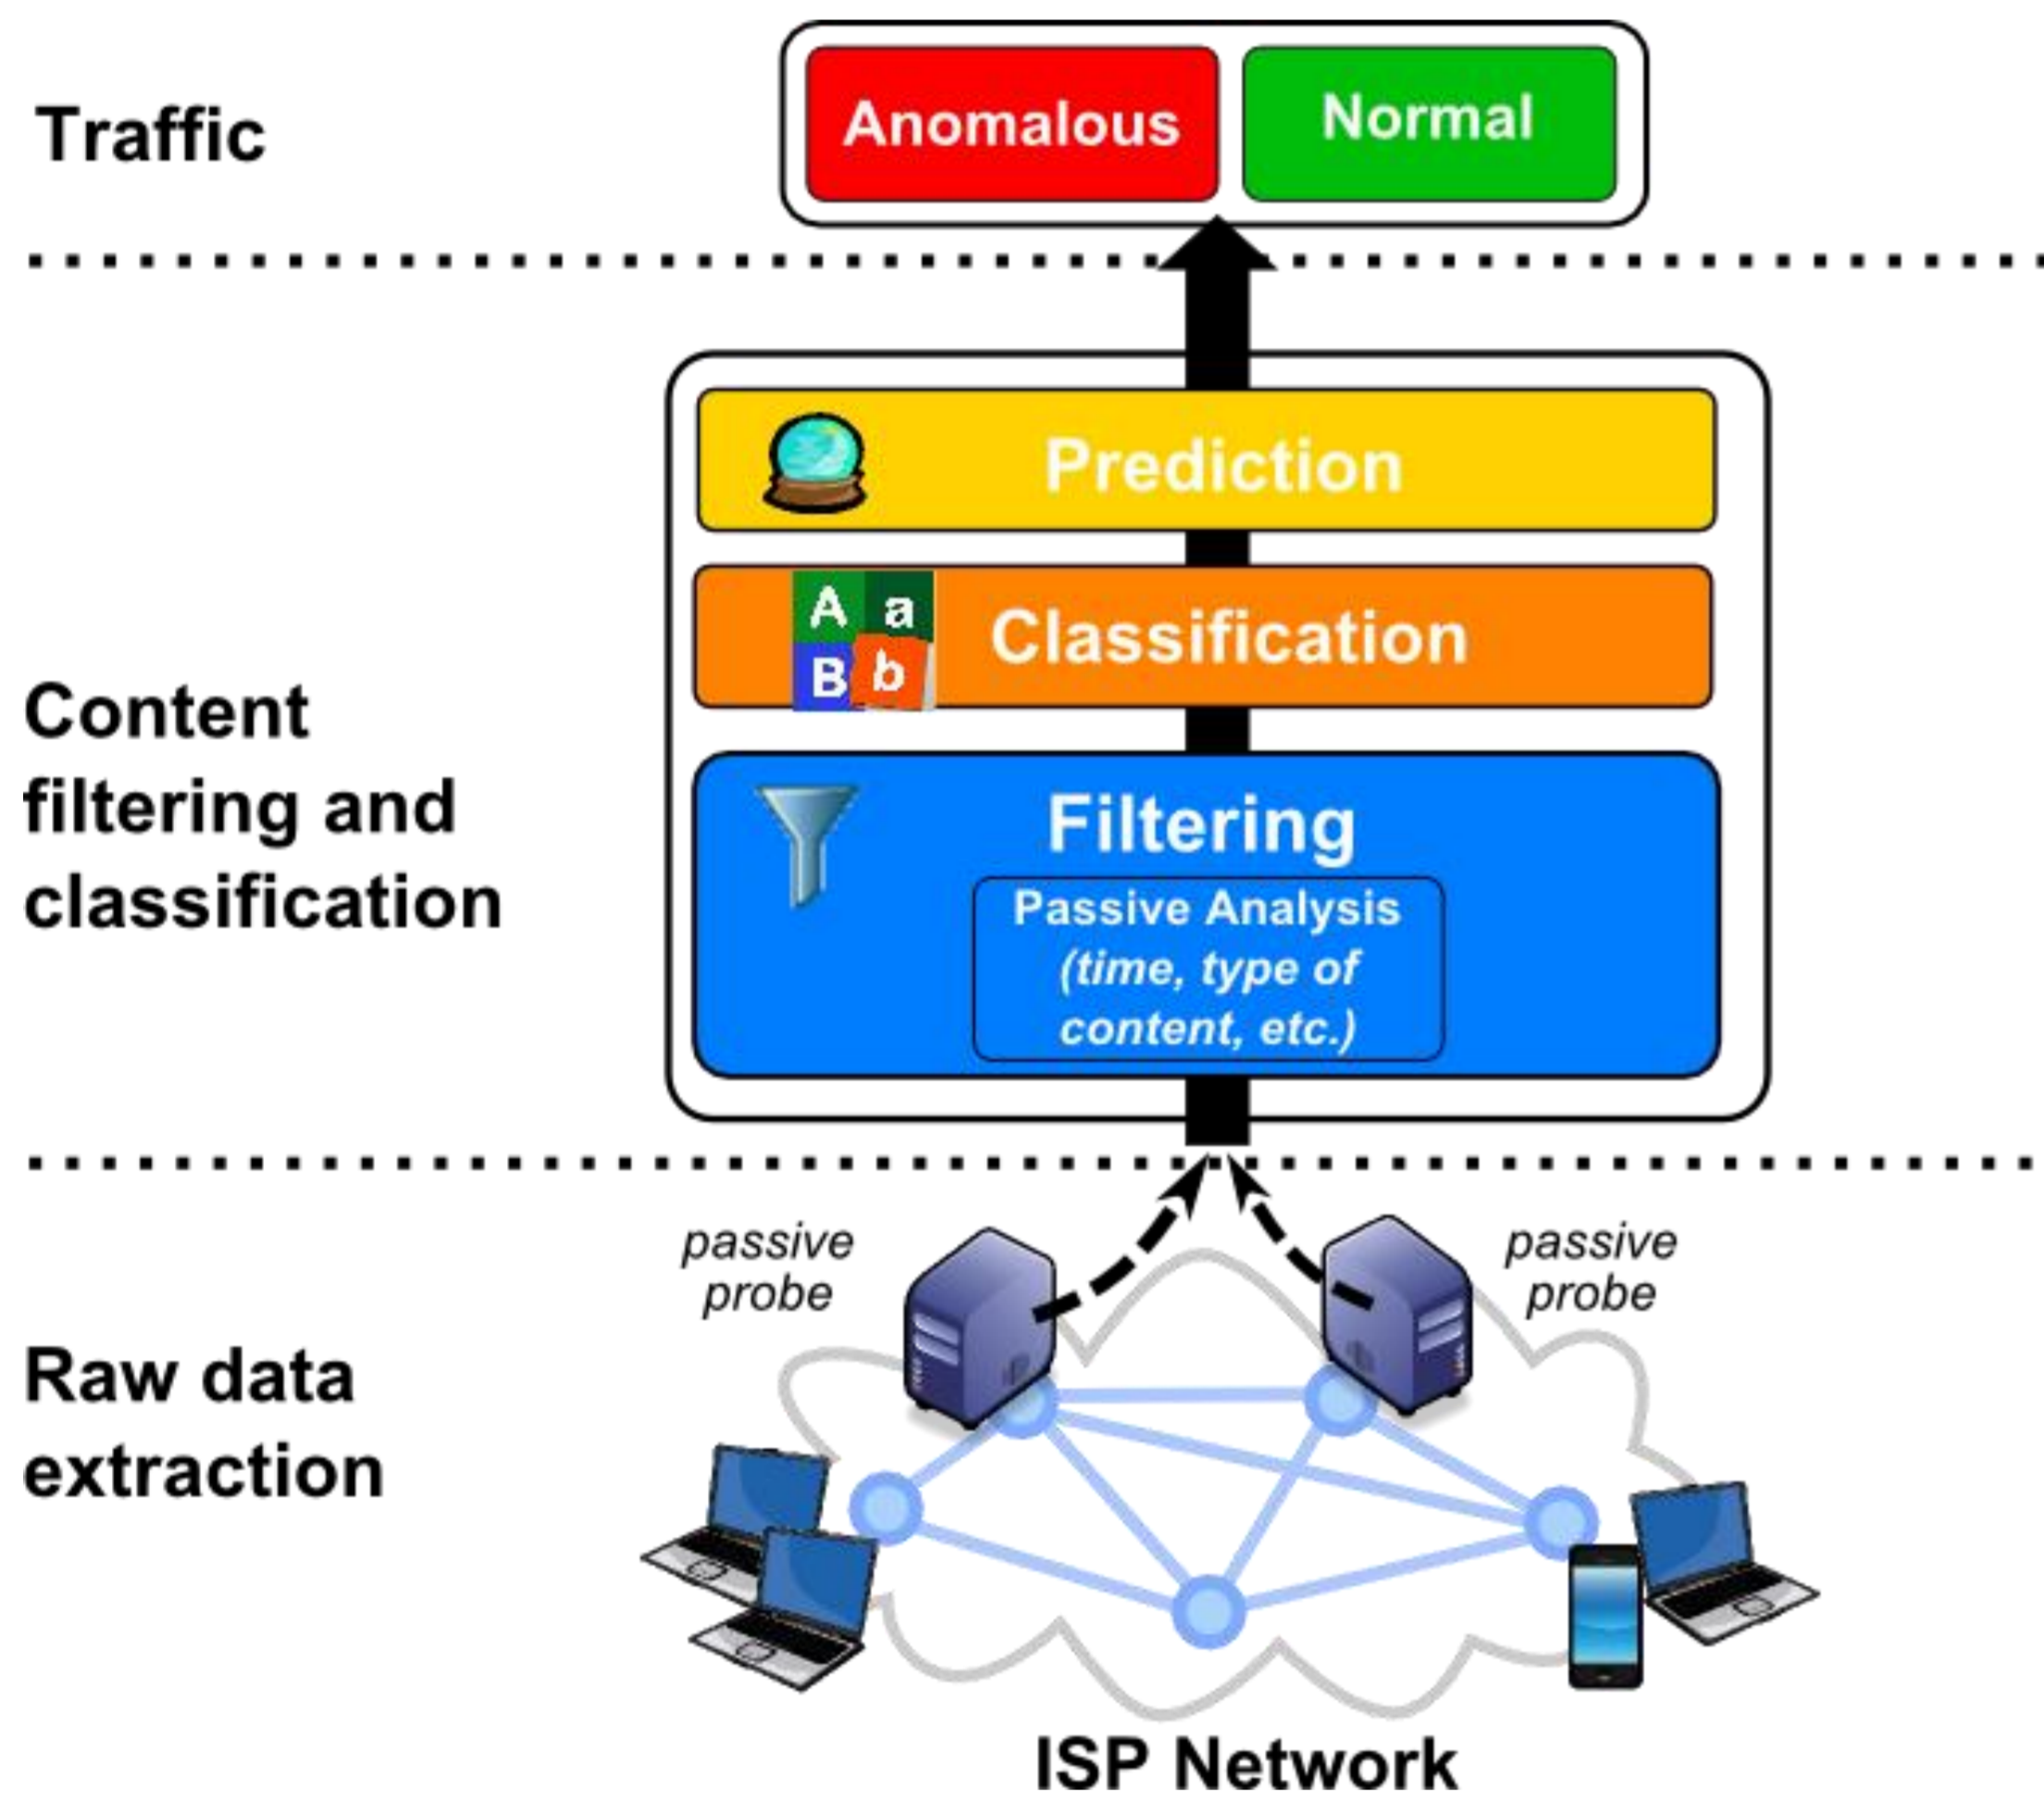 Traffic
Anomalous
Normal
Prediction
A a
B b
Classification
Content
filtering and
classification
Filtering
Passive Analysis
(time, type of
content, etc.)
passive
probe
passive
probe
Raw data
extraction
ISP Network